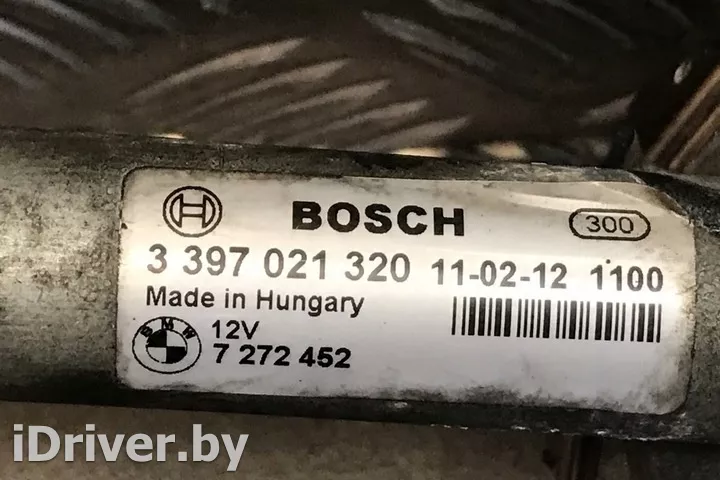 BOSCH 300
3 397 021 320 11-02-12 1100
Made in Hungary
BMW 12V
7 272 452
iDriver.by